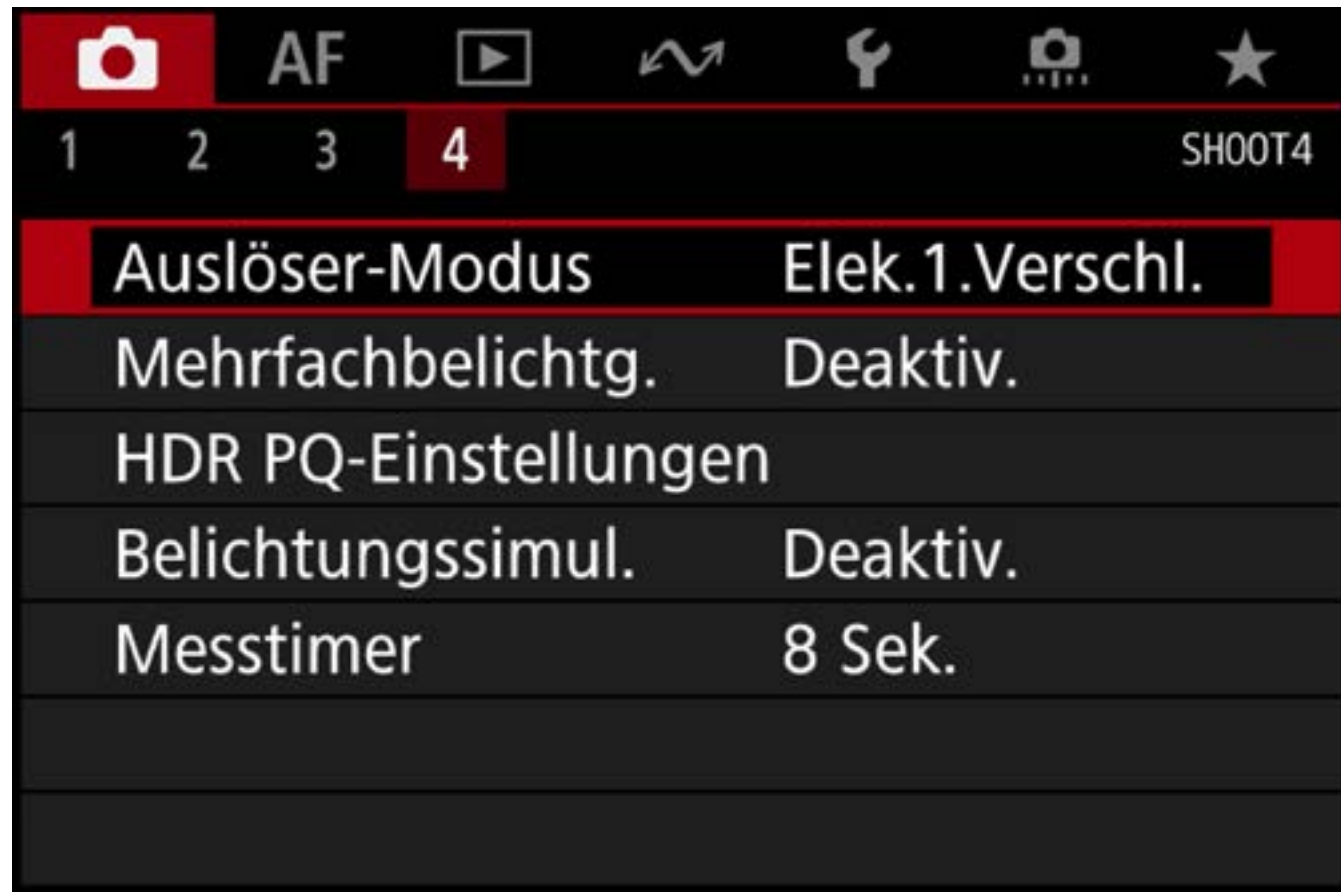 AF
1 2 3 4 SHOOT4
Auslöser-Modus Elek.1.Verschl.
Mehrfachbelichtg. Deaktiv.
HDR PQ-Einstellungen
Belichtungssimul. Deaktiv.
Messtimer 8 Sek.